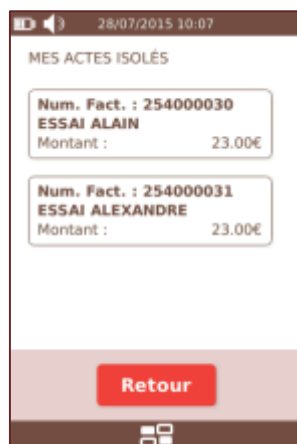 28/07/2015 10:07
MES ACTES ISOLÉS
Num. Fact. : 254000030
ESSAI ALAIN
Montant : 23.00€
Num. Fact. : 254000031
ESSAI ALEXANDRE
Montant : 23.00€
Retour